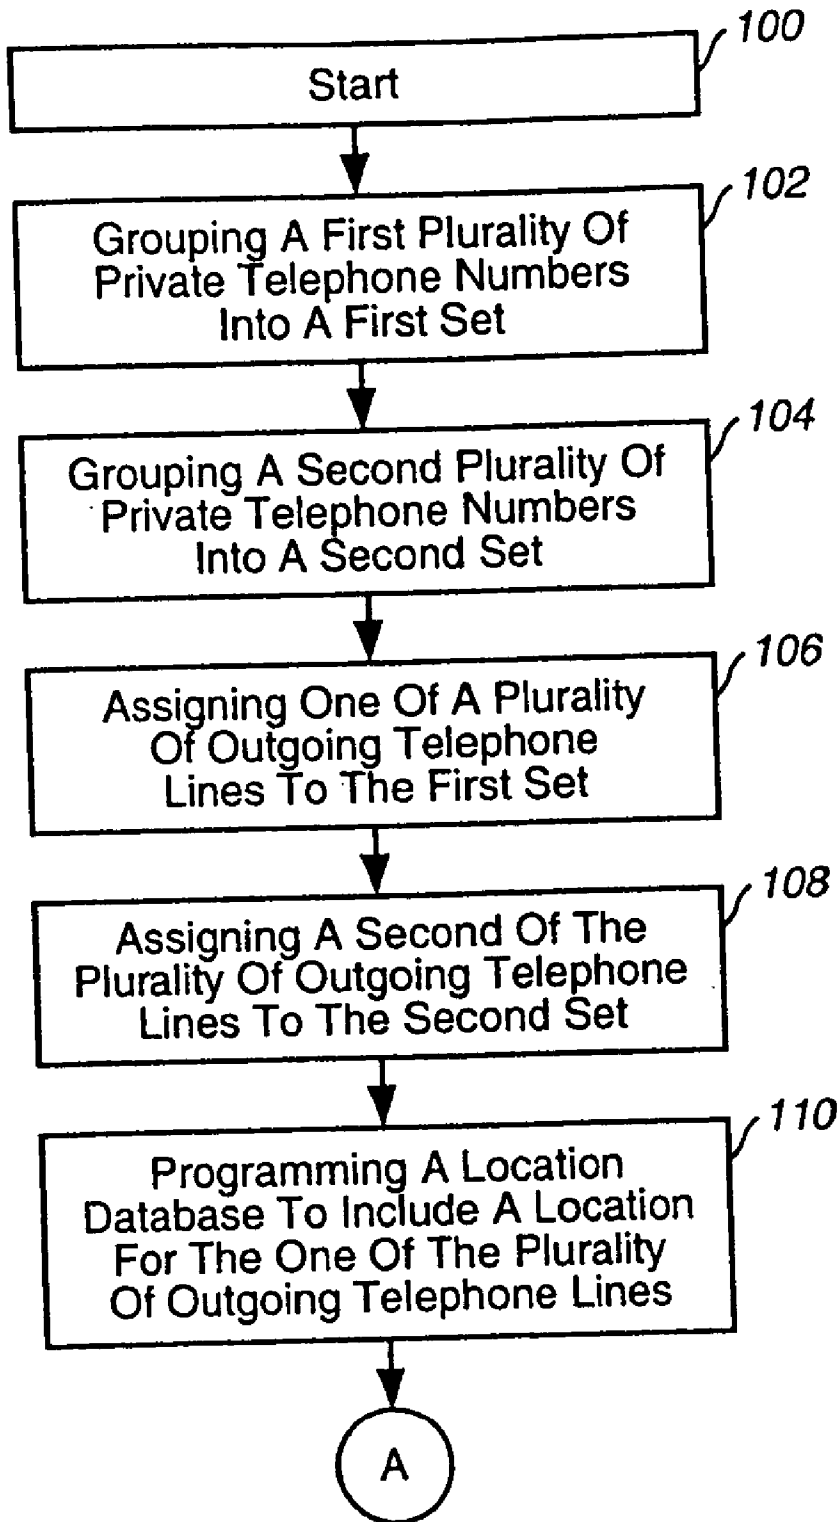 100
Start
102
Grouping A First Plurality Of
Private Telephone Numbers
Into A First Set
104
Grouping A Second Plurality Of
Private Telephone Numbers
Into A Second Set
106
Assigning One Of A Plurality
Of Outgoing Telephone
Lines To The First Set
108
Assigning A Second Of The
Plurality Of Outgoing Telephone
Lines To The Second Set
110
Programming A Location
Database To Include A Location
For The One Of The Plurality
Of Outgoing Telephone Lines
A